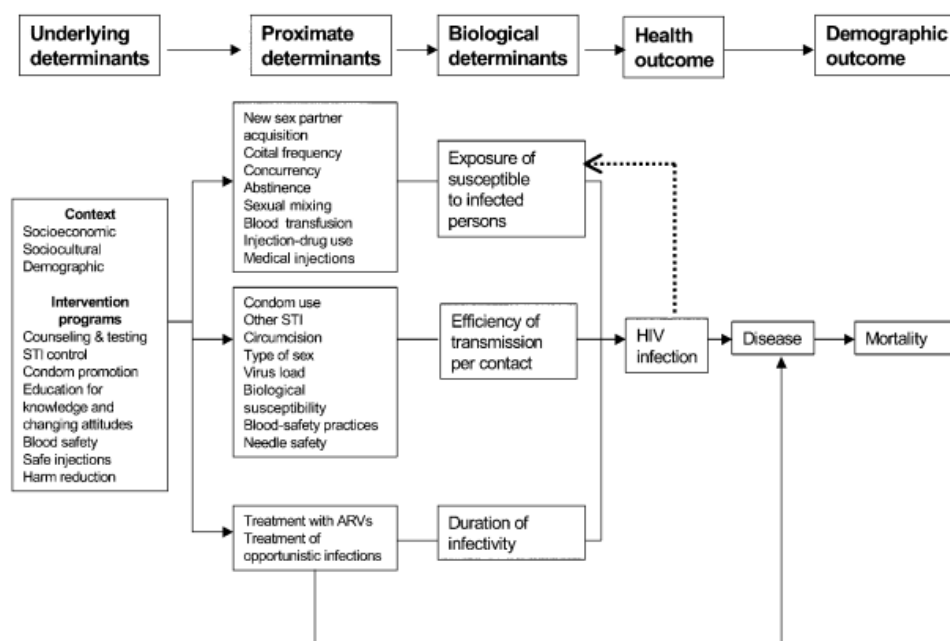 Underlying
determinants
Proximate
determinants
Biological
determinants
Health
outcome
Demographic
outcome
Context
Socioeconomic
Sociocultural
Demographic
Intervention
programs
Counseling & testing
STI control
Condom promotion
Education for
knowledge and
changing attitudes
Blood safety
Safe injections
Harm reduction
New sex partner
acquisition
Coital frequency
Concurrency
Abstinence
Sexual mixing
Blood transfusion
Injection-drug use
Medical injections
Condom use
Other STI
Circumcision
Type of sex
Virus load
Biological
susceptibility
Blood-safety practices
Needle safety
Treatment with ARVs
Treatment of
opportunistic infections
Exposure of
susceptible
to infected
persons
Efficiency of
transmission
per contact
Duration of
infectivity
HIV
infection
Disease
Mortality